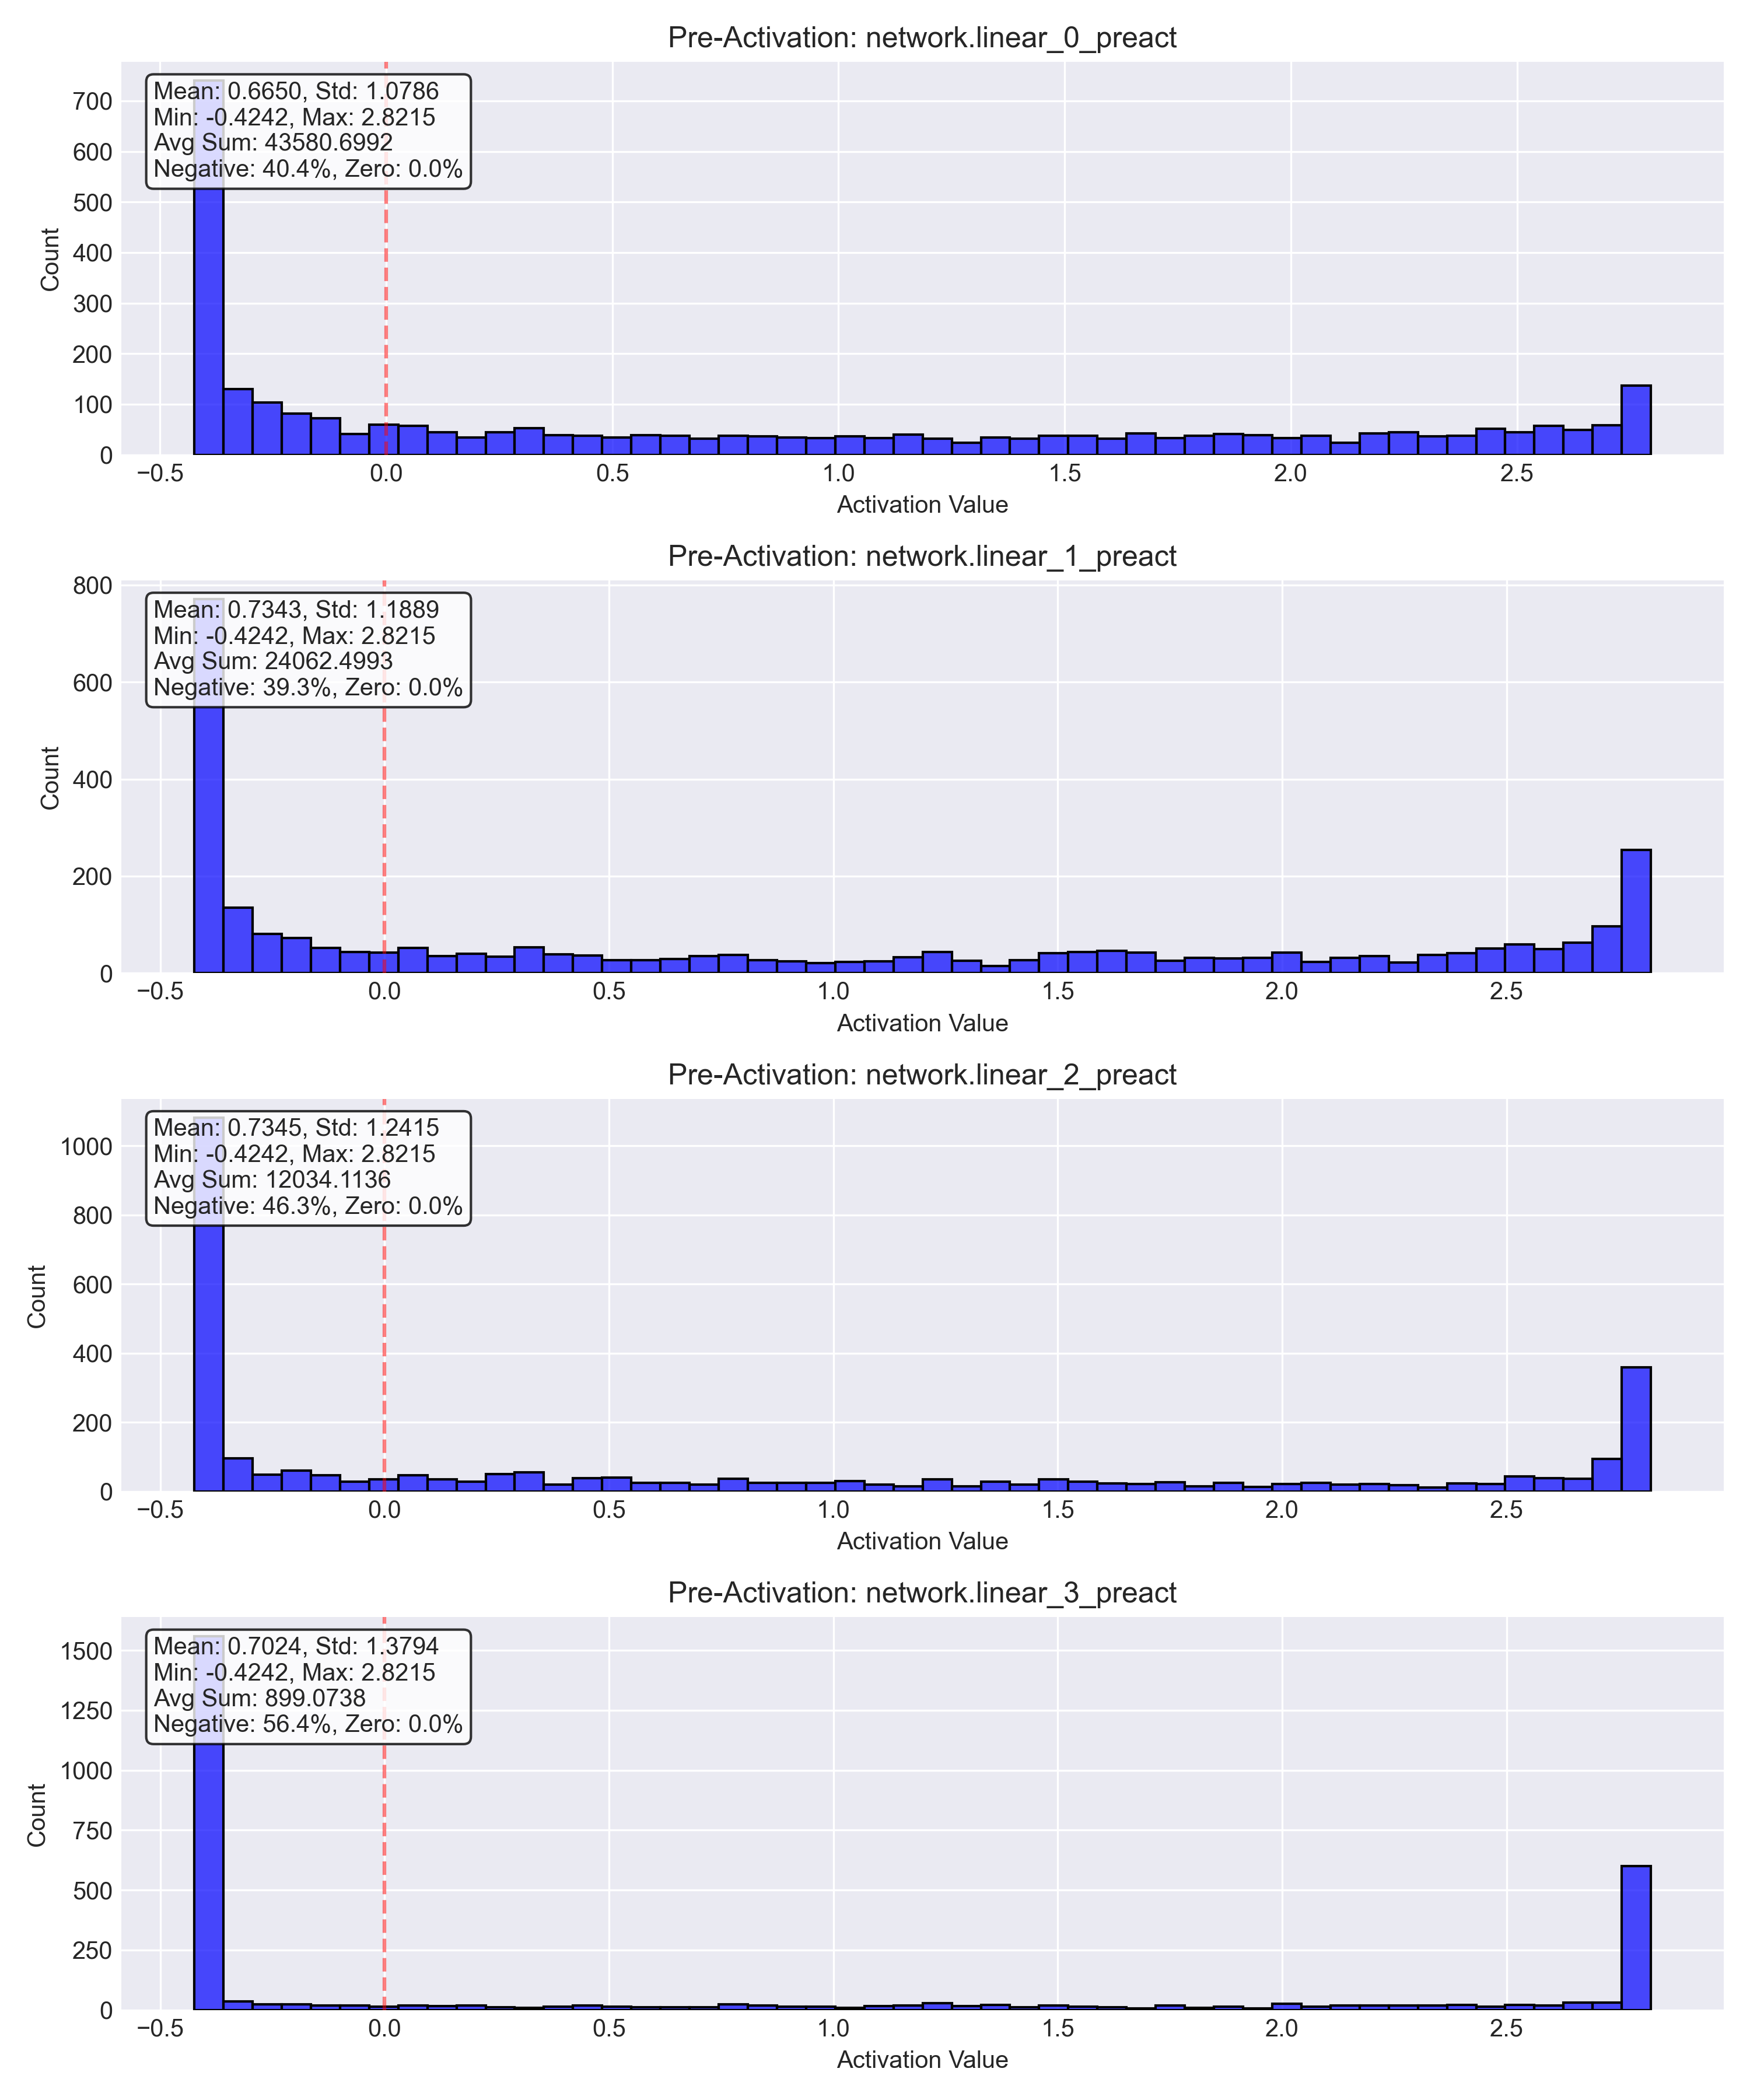 Pre-Activation: network.linear_0_preact
Mean: 0.6650, Std: 1.0786
Min: -0.4242, Max: 2.8215
Avg Sum: 43580.6992
Negative: 40.4%, Zero: 0.0%
700
600
500
400
300
200
100
0
Count
−0.5 0.0 0.5 1.0 1.5 2.0 2.5
Activation Value
Pre-Activation: network.linear_1_preact
Mean: 0.7343, Std: 1.1889
Min: -0.4242, Max: 2.8215
Avg Sum: 24062.4993
Negative: 39.3%, Zero: 0.0%
800
600
400
200
0
Count
−0.5 0.0 0.5 1.0 1.5 2.0 2.5
Activation Value
Pre-Activation: network.linear_2_preact
Mean: 0.7345, Std: 1.2415
Min: -0.4242, Max: 2.8215
Avg Sum: 12034.1136
Negative: 46.3%, Zero: 0.0%
1000
800
600
400
200
0
Count
−0.5 0.0 0.5 1.0 1.5 2.0 2.5
Activation Value
Pre-Activation: network.linear_3_preact
Mean: 0.7024, Std: 1.3794
Min: -0.4242, Max: 2.8215
Avg Sum: 899.0738
Negative: 56.4%, Zero: 0.0%
1500
1250
1000
750
500
250
0
Count
−0.5 0.0 0.5 1.0 1.5 2.0 2.5
Activation Value